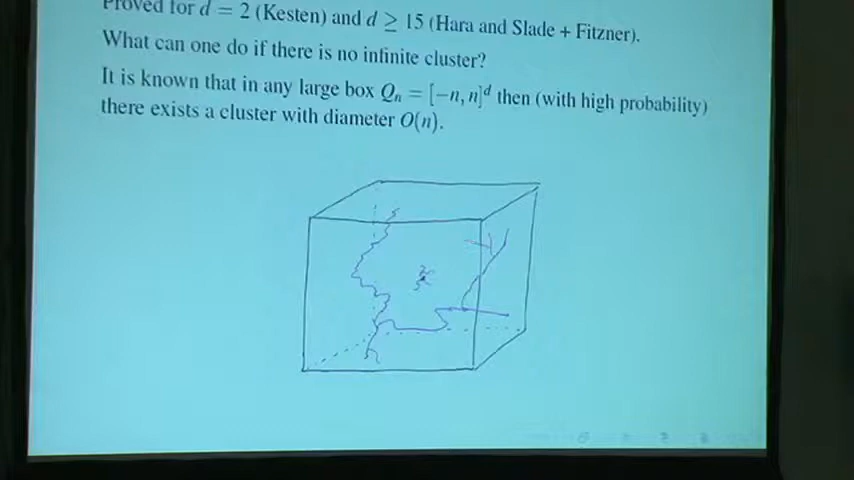 Proved for d = 2 (Kesten) and d ≥ 15 (Hara and Slade + Fitzner).
What can one do if there is no infinite cluster?
It is known that in any large box Qₙ = [−n, n]ᵈ then (with high probability)
there exists a cluster with diameter O(n).